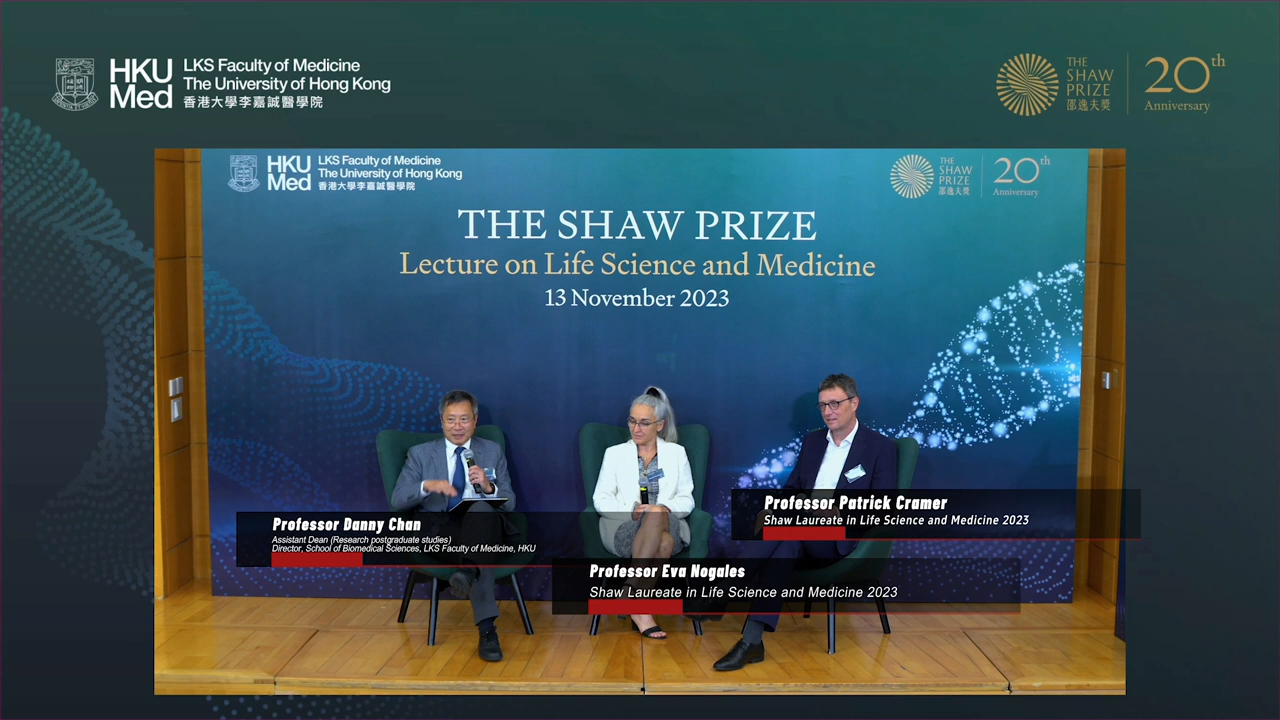 HKU
Med
LKS Faculty of Medicine
The University of Hong Kong
香港大學李嘉誠醫學院
THE
SHAW
PRIZE
邵逸夫獎
20th
Anniversary
HKU
Med
LKS Faculty of Medicine
The University of Hong Kong
香港大學李嘉誠醫學院
THE
SHAW
PRIZE
邵逸夫獎
20th
Anniversary
THE SHAW PRIZE
Lecture on Life Science and Medicine
13 November 2023
Professor Patrick Cramer
Shaw Laureate in Life Science and Medicine 2023
Professor Danny Chan
Assistant Dean (Research postgraduate studies)
Director, School of Biomedical Sciences, LKS Faculty of Medicine, HKU
Professor Eva Nogales
Shaw Laureate in Life Science and Medicine 2023